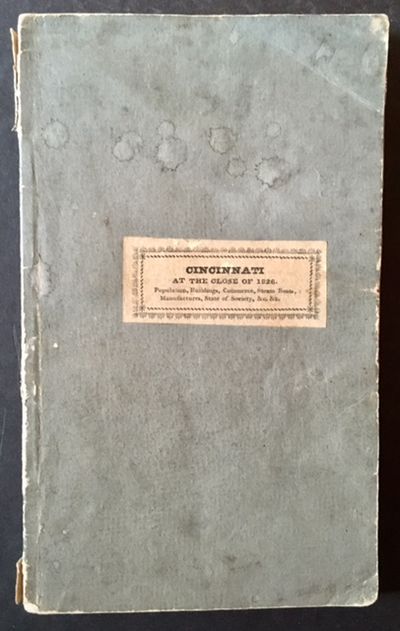 CINCINNATI
AT THE CLOSE OF 1826.
Population, Buildings, Commerce, Steam Boats,
Manufactures, State of Society, &c. &c.